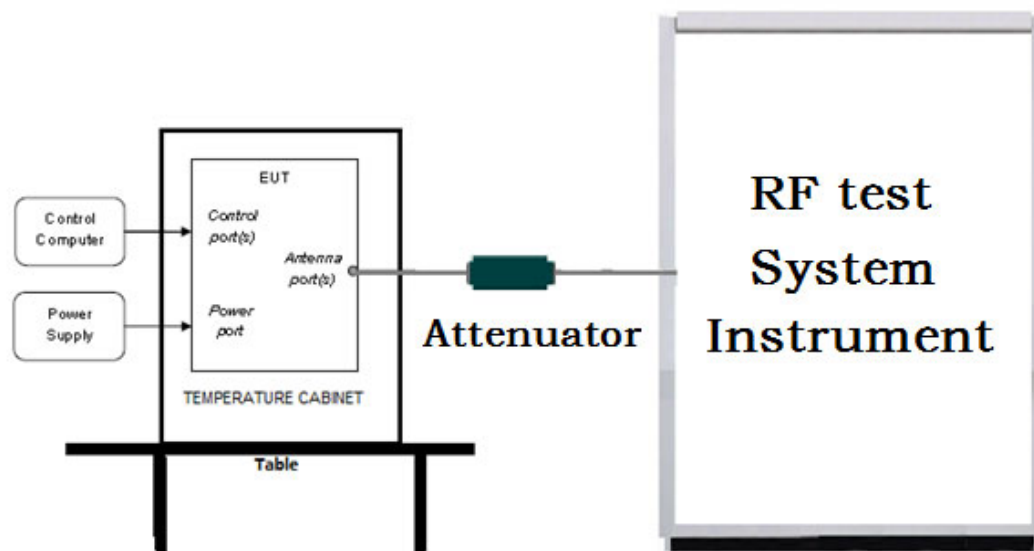 EUT
Control
Computer
Control
port(s)
Antenna
port(s)
Power
Supply
Power
port
TEMPERATURE CABINET
Table
Attenuator
RF test
System
Instrument